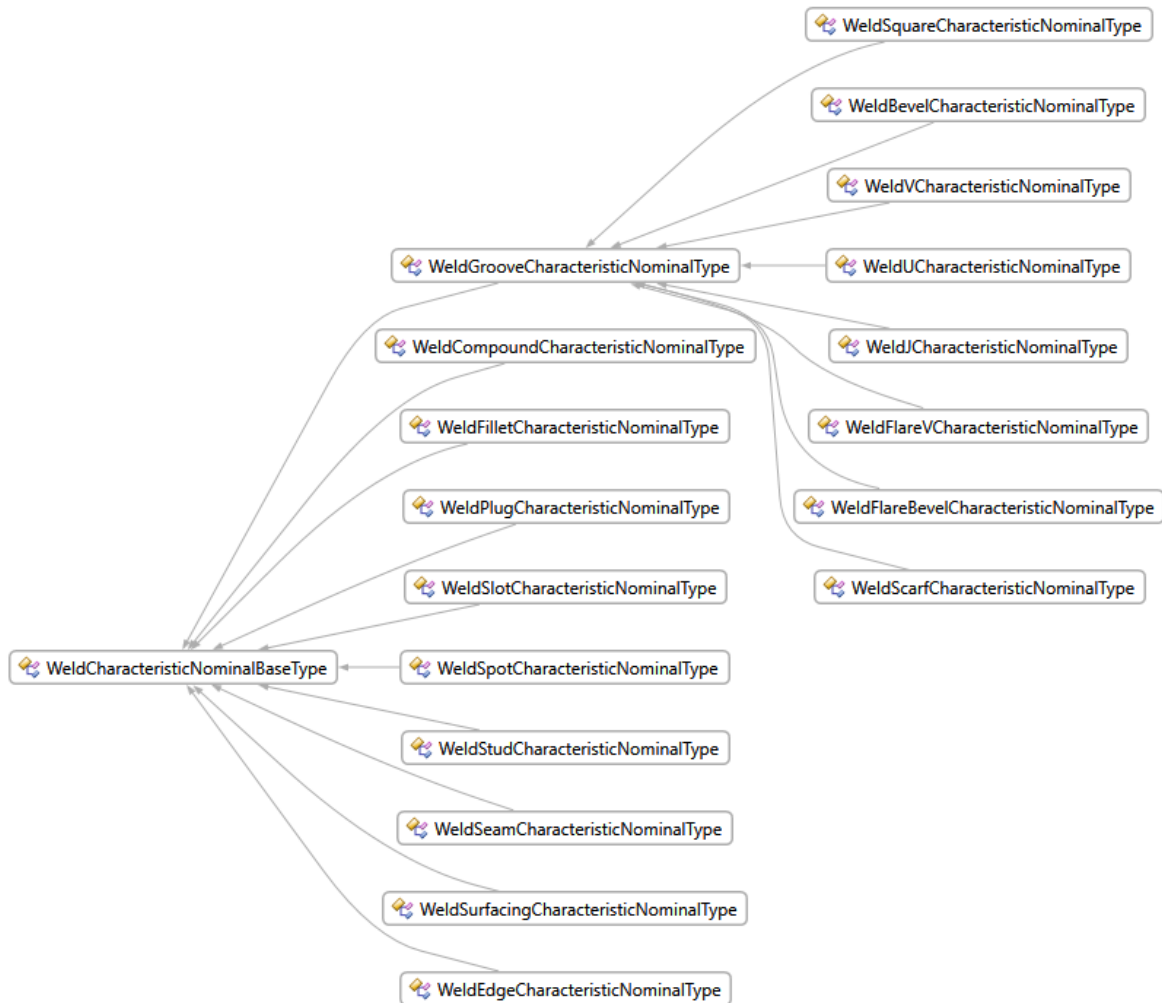 WeldSquareCharacteristicNominalType
WeldBevelCharacteristicNominalType
WeldVCharacteristicNominalType
WeldGrooveCharacteristicNominalType
WeldUCharacteristicNominalType
WeldCompoundCharacteristicNominalType
WeldJCharacteristicNominalType
WeldFilletCharacteristicNominalType
WeldFlareVCharacteristicNominalType
WeldPlugCharacteristicNominalType
WeldFlareBevelCharacteristicNominalType
WeldSlotCharacteristicNominalType
WeldScarfCharacteristicNominalType
WeldCharacteristicNominalBaseType
WeldSpotCharacteristicNominalType
WeldStudCharacteristicNominalType
WeldSeamCharacteristicNominalType
WeldSurfacingCharacteristicNominalType
WeldEdgeCharacteristicNominalType